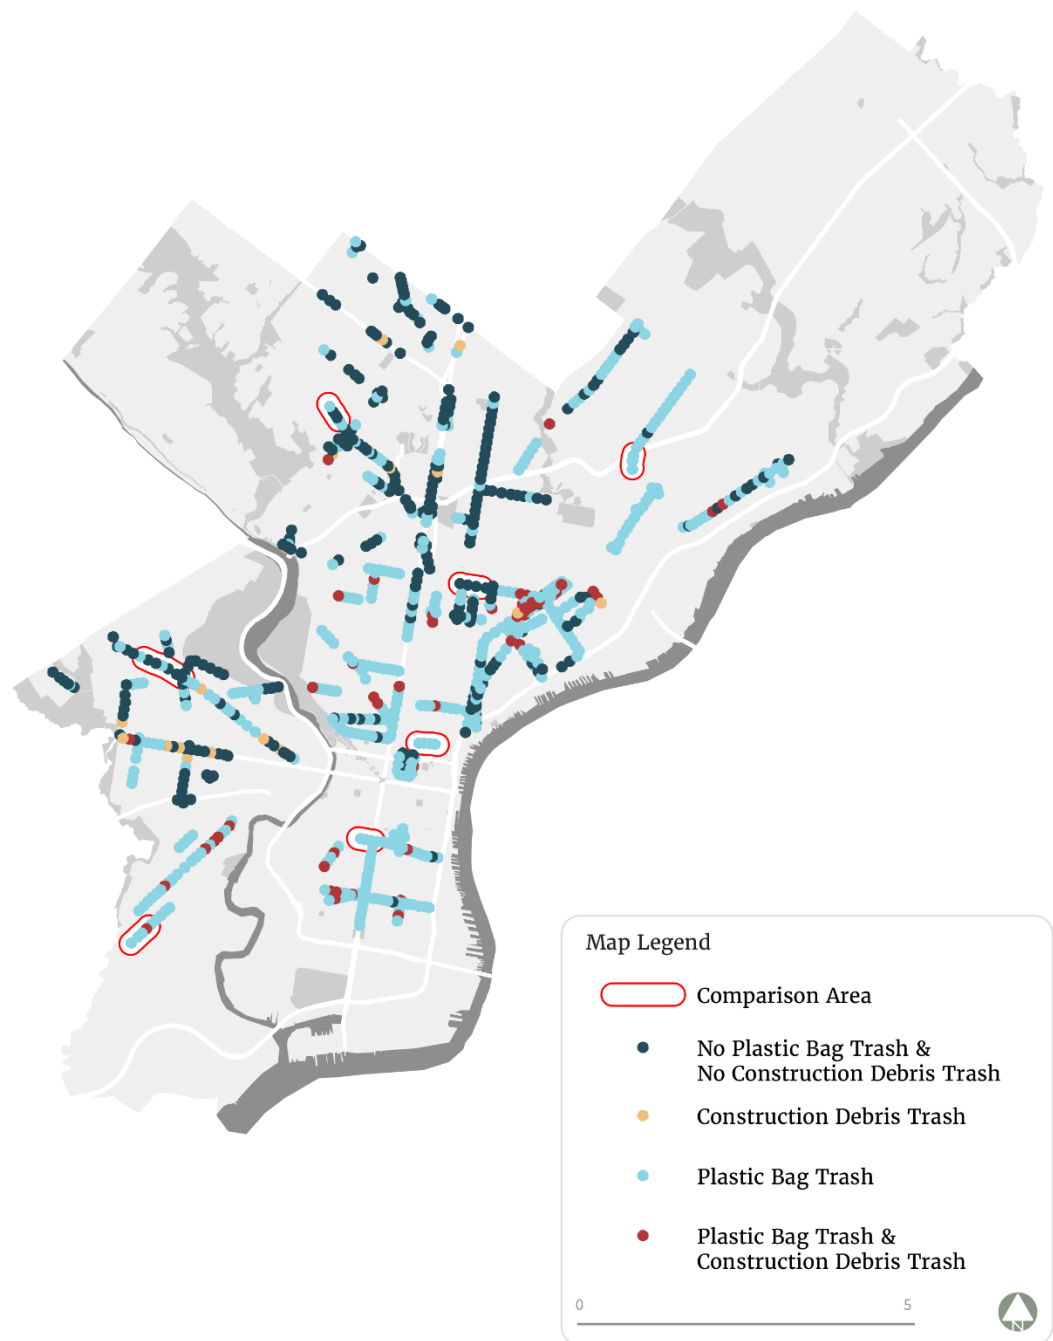 Map Legend
Comparison Area
No Plastic Bag Trash &
No Construction Debris Trash
Construction Debris Trash
Plastic Bag Trash
Plastic Bag Trash &
Construction Debris Trash
0 5
N